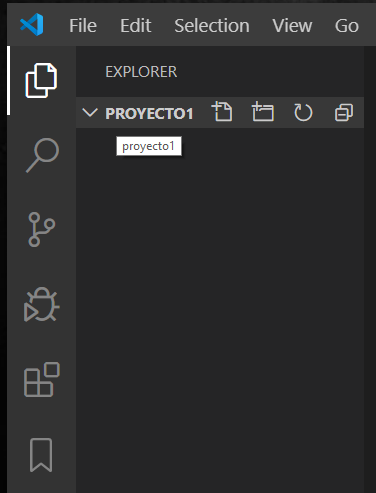 File Edit Selection View Go
EXPLORER
PROYECTO1
proyecto1